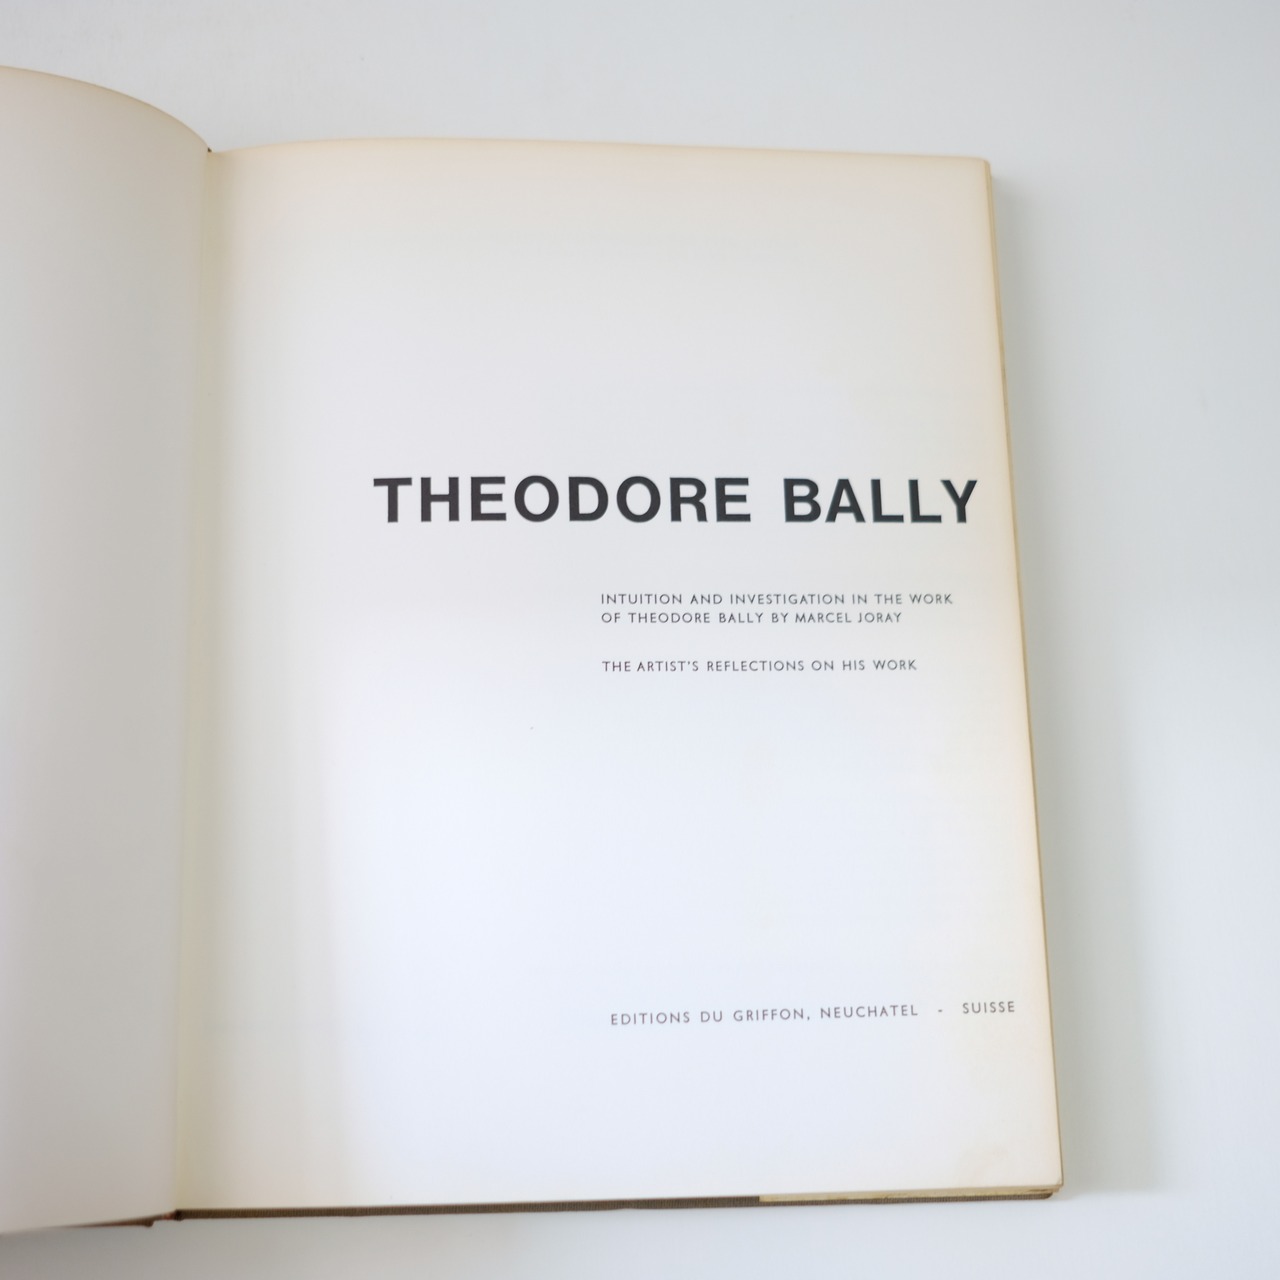 THEODORE BALLY
INTUITION AND INVESTIGATION IN THE WORK
OF THEODORE BALLY BY MARCEL JORAY
THE ARTIST'S REFLECTIONS ON HIS WORK
EDITIONS DU GRIFFON, NEUCHATEL - SUISSE